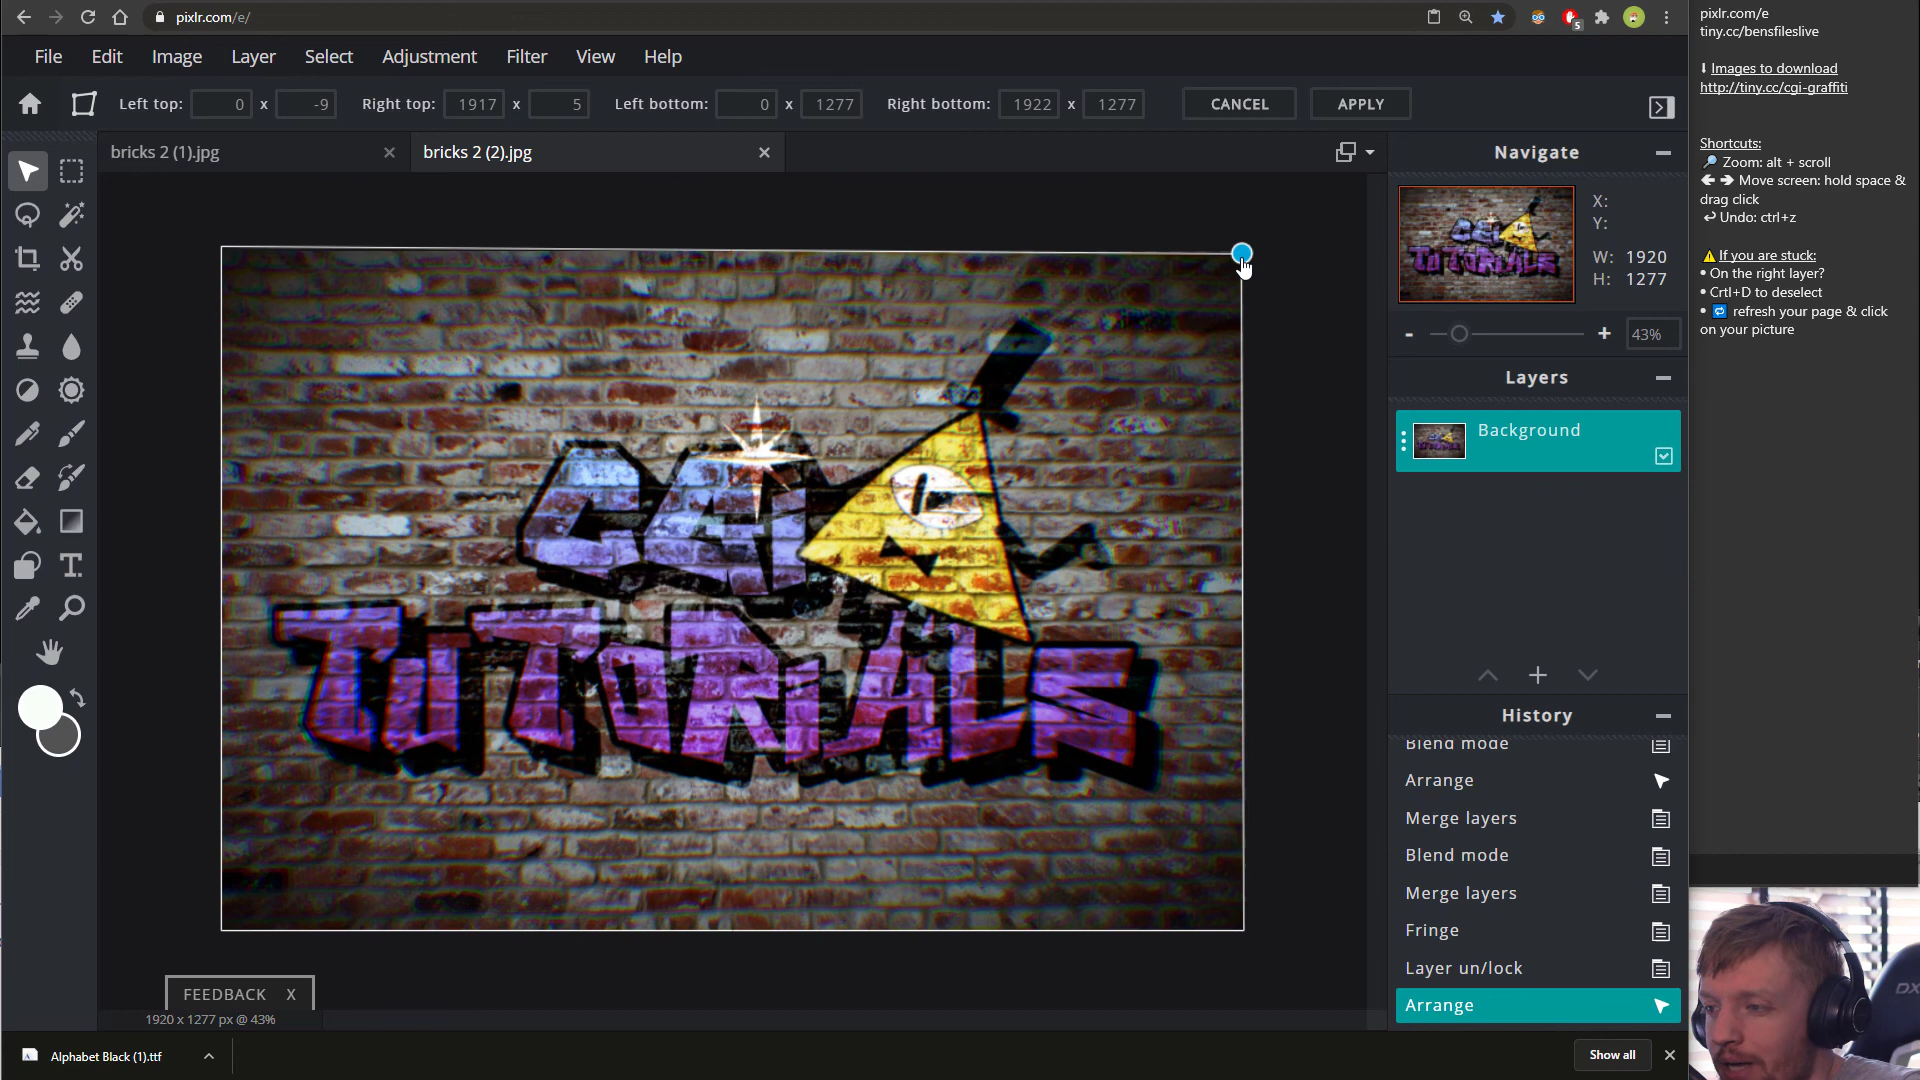 pixlr.com/e/
5
File Edit Image Layer Select Adjustment Filter View Help
Left top: 0 x -9 Right top: 1917 x 5 Left bottom: 0 x 1277 Right bottom: 1922 x 1277 CANCEL APPLY
bricks 2 (1).jpg
bricks 2 (2).jpg
CGI
TUTORIALS
FEEDBACK X
1920 x 1277 px @ 43%
Navigate
X:
Y:
W: 1920
H: 1277
- + 43%
Layers
Background
History
Blend mode
Arrange
Merge layers
Blend mode
Merge layers
Fringe
Layer un/lock
Arrange
Alphabet Black (1).ttf
Show all
pixlr.com/e
tiny.cc/bensfileslive
⬇ Images to download
http://tiny.cc/cgi-graffiti
Shortcuts:
🔎 Zoom: alt + scroll
🡰 🡲 Move screen: hold space &
drag click
↩ Undo: ctrl+z
⚠ If you are stuck:
• On the right layer?
• Crtl+D to deselect
• 🔁 refresh your page & click
on your picture
DX